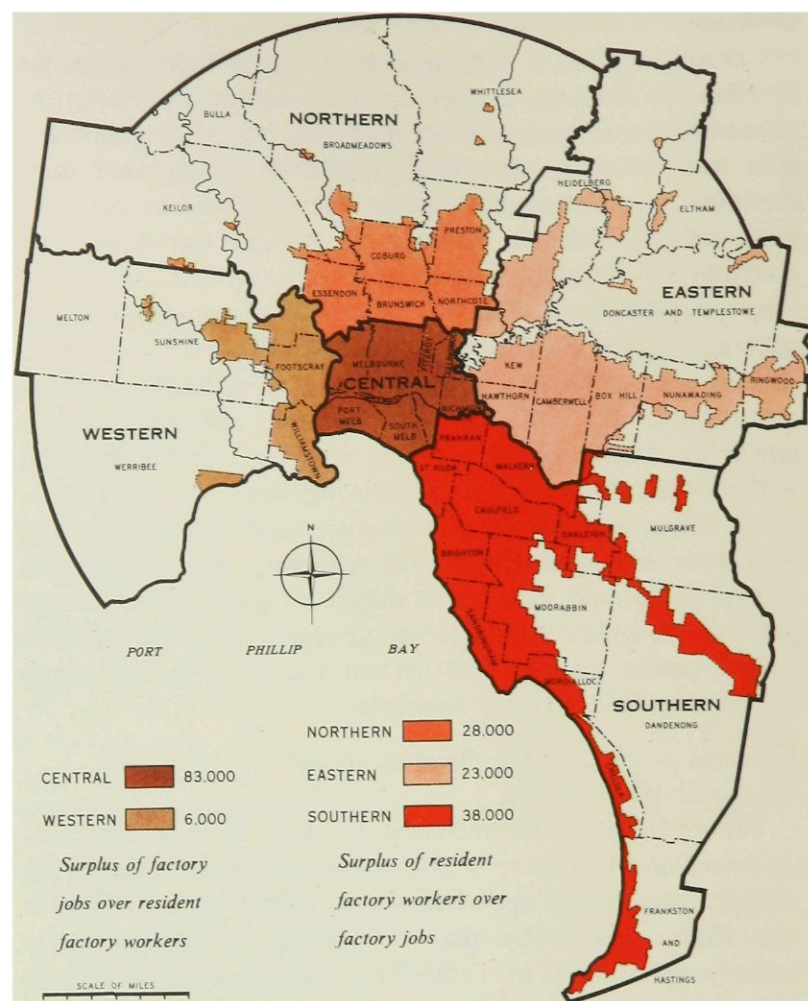 WHITTLESEA
BULLA
NORTHERN
BROADMEADOWS
HEIDELBERG
KEILOR
ELTHAM
PRESTON
COBURG
EASTERN
ESSENDON
BRUNSWICK
NORTHCOTE
DONCASTER AND TEMPLESTOWE
MELTON
SUNSHINE
FOOTSCRAY
MELBOURNE
FITZROY
KEW
RINGWOOD
CENTRAL
HAWTHORN
CAMBERWELL
BOX HILL
NUNAWADING
PORT
MELB
SOUTH
MELB
RICHMOND
WESTERN
WERRIBEE
WILLIAMSTOWN
PRAHRAN
ST. KILDA
MALVERN
CAULFIELD
OAKLEIGH
MULGRAVE
BRIGHTON
N
MOORABBIN
SANDRINGHAM
PORT PHILLIP BAY
MORDIALLOC
SOUTHERN
DANDENONG
CHELSEA
FRANKSTON
AND
HASTINGS
CENTRAL 83,000
WESTERN 6,000
Surplus of factory
jobs over resident
factory workers
NORTHERN 28,000
EASTERN 23,000
SOUTHERN 38,000
Surplus of resident
factory workers over
factory jobs
SCALE OF MILES